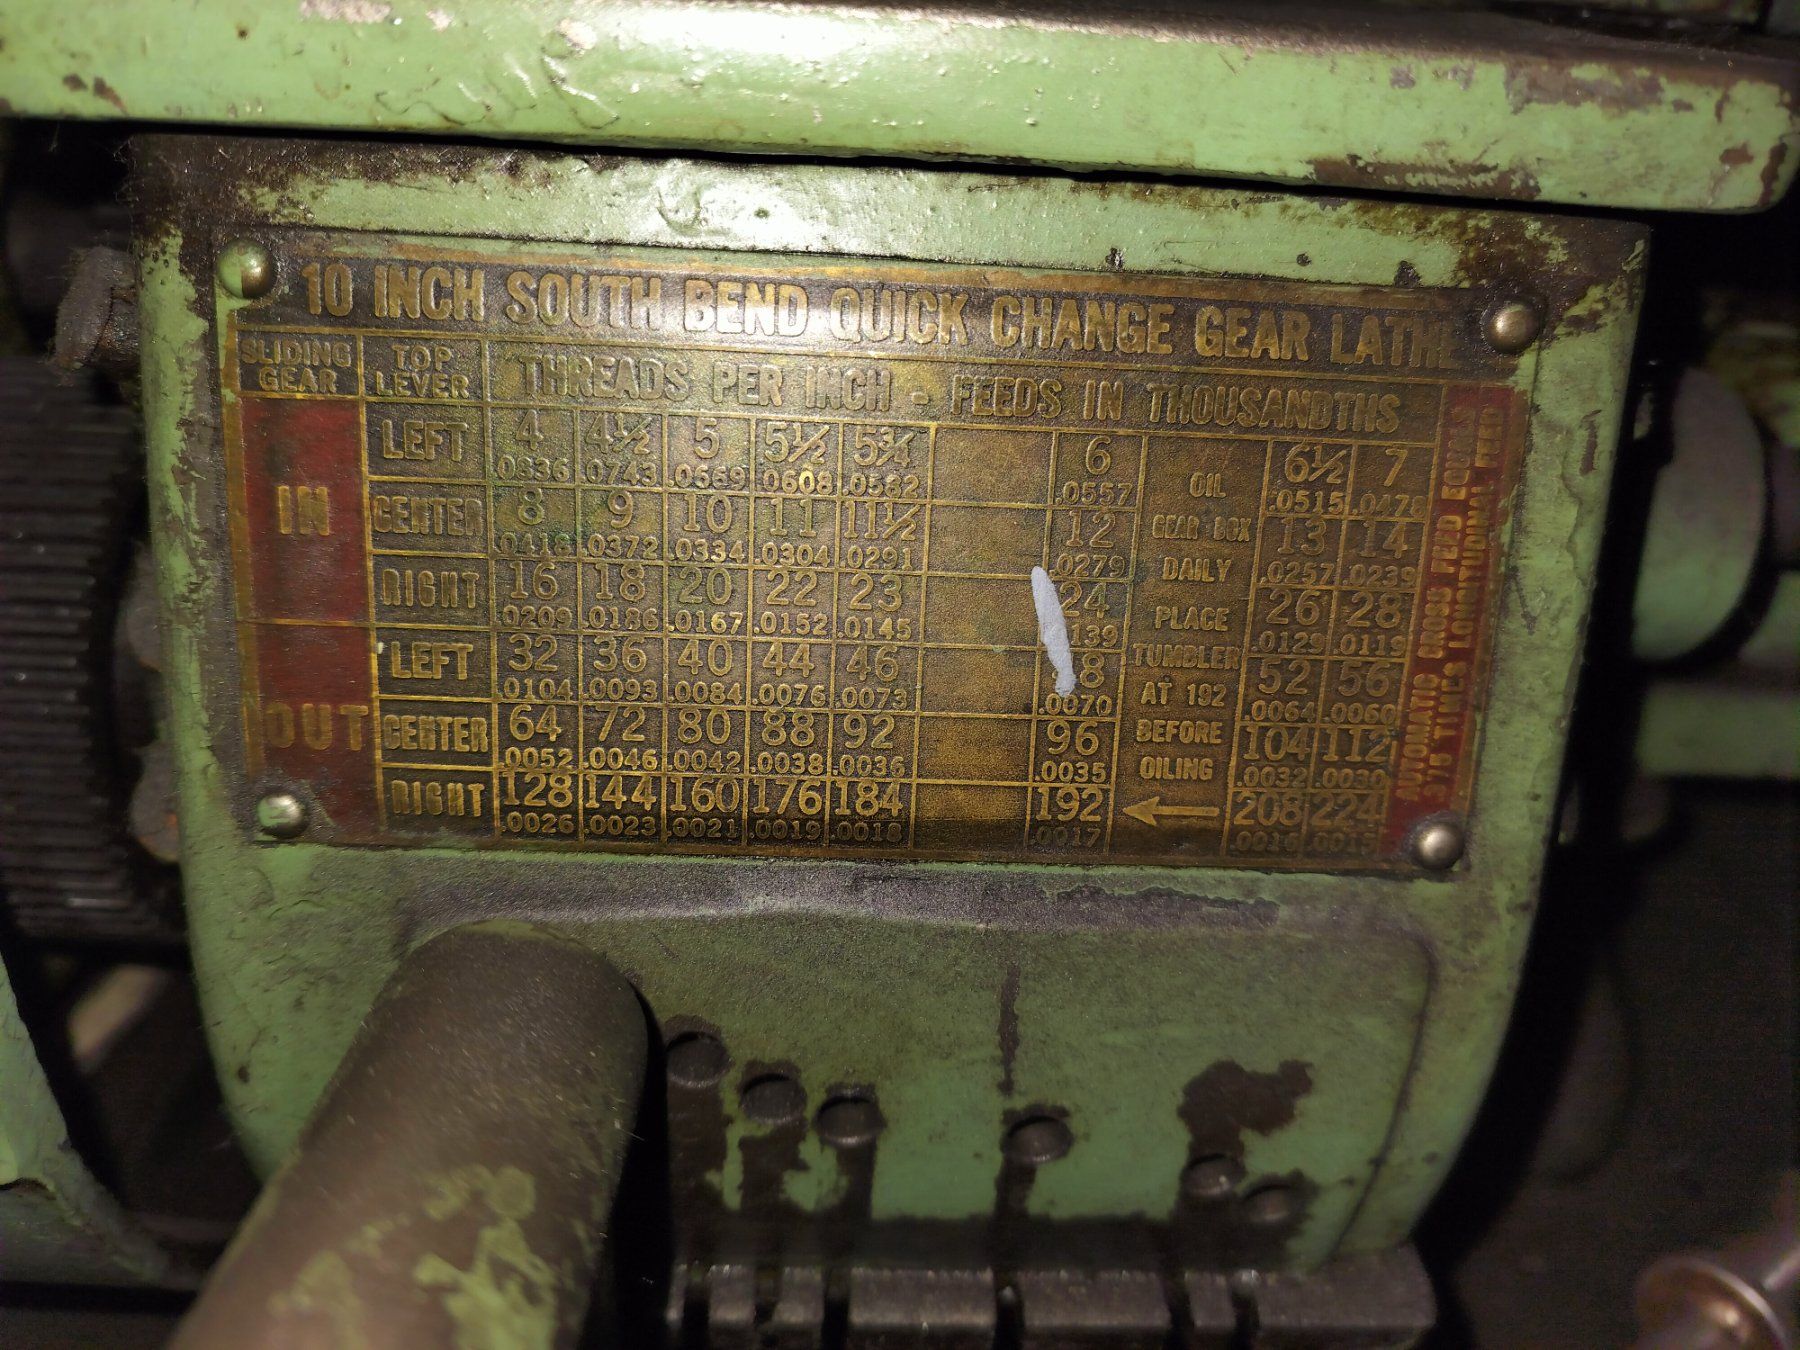 10 INCH SOUTH BEND QUICK CHANGE GEAR LATHE
SLIDING GEAR TOP LEVER THREADS PER INCH - FEEDS IN THOUSANDTHS
IN LEFT 4 4½ 5 5½ 5¾ 6 6½ 7
.0836 .0743 .0669 .0608 .0582 .0557 .0515 .0478
CENTER 8 9 10 11 11½ 12 13 14
.0418 .0372 .0334 .0304 .0291 .0279 .0257 .0239
RIGHT 16 18 20 22 23 24 26 28
.0209 .0186 .0167 .0152 .0145 139 .0129 .0119
OUT LEFT 32 36 40 44 46 8 52 56
.0104 .0093 .0084 .0076 .0073 .0070 .0064 .0060
CENTER 64 72 80 88 92 96 104 112
.0052 .0046 .0042 .0038 .0036 .0035 .0032 .0030
RIGHT 128 144 160 176 184 192 208 224
.0026 .0023 .0021 .0019 .0018 .0017 .0016 .0015
OIL
GEAR BOX
DAILY
PLACE
TUMBLER
AT 192
BEFORE
OILING
AUTOMATIC CROSS FEED EQUALS
.375 TIMES LONGITUDINAL FEED